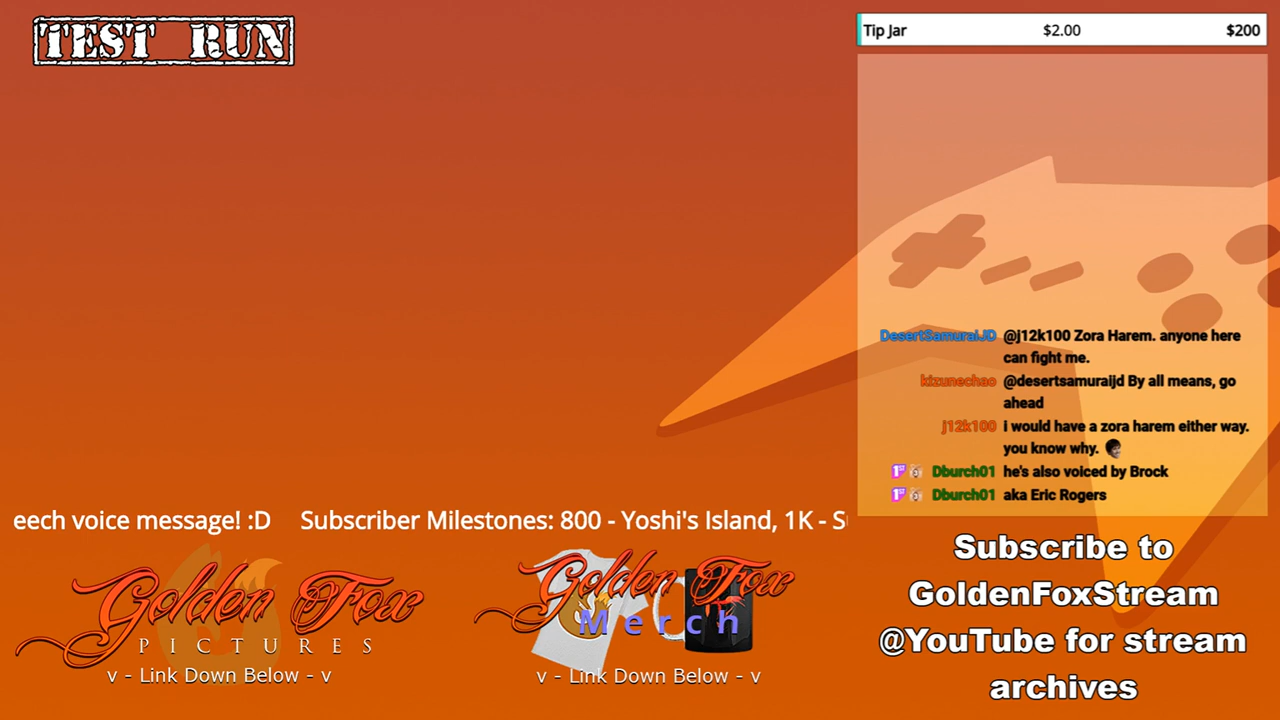 TEST RUN
Tip Jar $2.00 $200
DesertSamuraiJD @j12k100 Zora Harem. anyone here
can fight me.
kizunechao @desertsamuraijd By all means, go
ahead
j12k100 i would have a zora harem either way.
you know why.
1st Dburch01 he's also voiced by Brock
1st Dburch01 aka Eric Rogers
eech voice message! :D Subscriber Milestones: 800 - Yoshi's Island, 1K -
Golden Fox
PICTURES
v - Link Down Below - v
Golden Fox
Merch
v - Link Down Below - v
Subscribe to
GoldenFoxStream
@YouTube for stream
archives